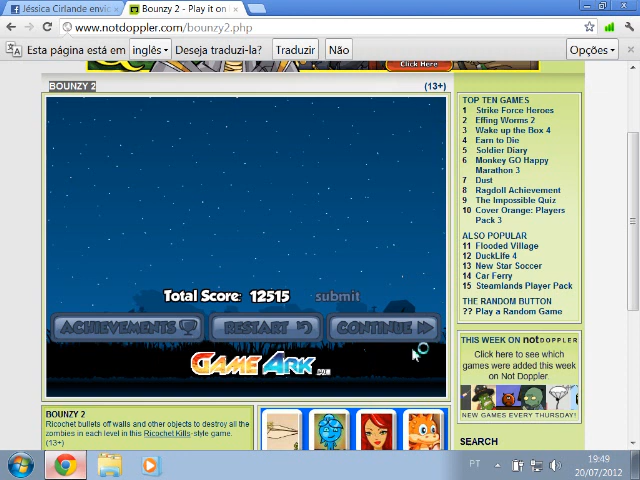 Jéssica Cirlande envic
Bounzy 2 - Play it on
www.notdoppler.com/bounzy2.php
Esta página está em inglês Deseja traduzi-la? Traduzir Não Opções
Click Here
BOUNZY 2 (13+)
Total Score: 12515 submit
ACHIEVEMENTS RESTART CONTINUE
GAME ARK
BOUNZY 2
Ricochet bullets off walls and other objects to destroy all the
zombies in each level in this Ricochet Kills-style game.
(13+)
TOP TEN GAMES
1 Strike Force Heroes
2 Effing Worms 2
3 Wake up the Box 4
4 Earn to Die
5 Soldier Diary
6 Monkey GO Happy
Marathon 3
7 Dust
8 Ragdoll Achievement
9 The Impossible Quiz
10 Cover Orange: Players
Pack 3
ALSO POPULAR
11 Flooded Village
12 DuckLife 4
13 New Star Soccer
14 Car Ferry
15 Steamlands Player Pack
THE RANDOM BUTTON
?? Play a Random Game
THIS WEEK ON notDOPPLER
Click here to see which
games were added this week
on Not Doppler.
NEW GAMES EVERY THURSDAY!
SEARCH
PT
19:49
20/07/2012